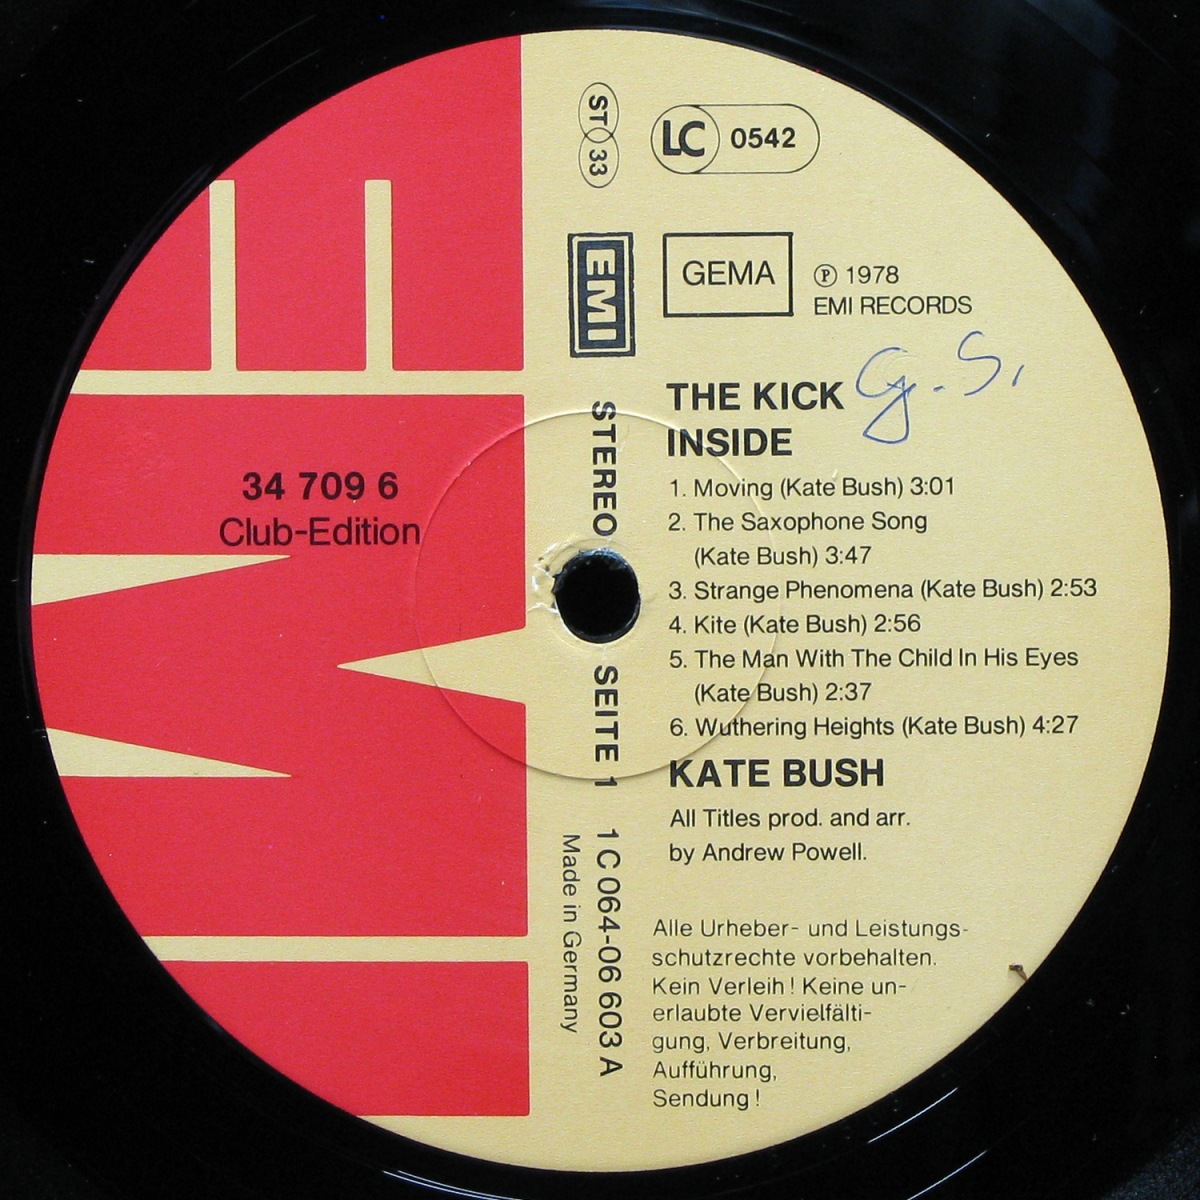 ST 33
LC 0542
EMI
GEMA
℗ 1978
EMI RECORDS
G. S.
THE KICK
INSIDE
34 709 6
Club-Edition
STEREO
SEITE 1
1 C 064-06 603 A
Made in Germany
1. Moving (Kate Bush) 3:01
2. The Saxophone Song
(Kate Bush) 3:47
3. Strange Phenomena (Kate Bush) 2:53
4. Kite (Kate Bush) 2:56
5. The Man With The Child In His Eyes
(Kate Bush) 2:37
6. Wuthering Heights (Kate Bush) 4:27
KATE BUSH
All Titles prod. and arr.
by Andrew Powell.
Alle Urheber- und Leistungs-
schutzrechte vorbehalten.
Kein Verleih! Keine un-
erlaubte Vervielfälti-
gung, Verbreitung,
Aufführung,
Sendung!